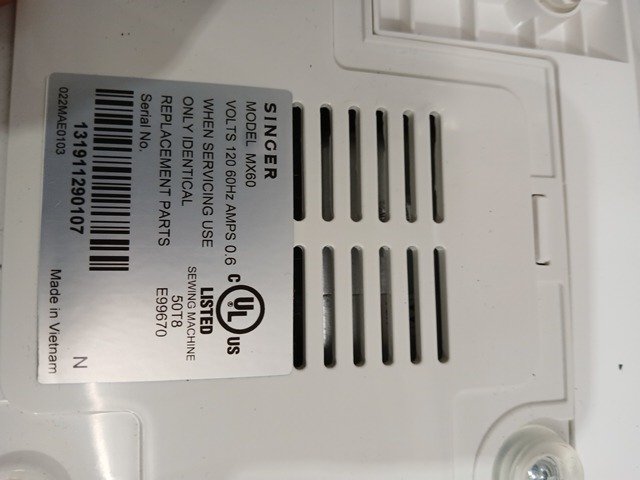 SINGER
MODEL MX60
VOLTS 120 60Hz AMPS 0.6
WHEN SERVICING USE
ONLY IDENTICAL
REPLACEMENT PARTS
Serial No.
131911290107
022MAE0103
C UL US
®
LISTED
SEWING MACHINE
50T8
E99670
Made in Vietnam
N